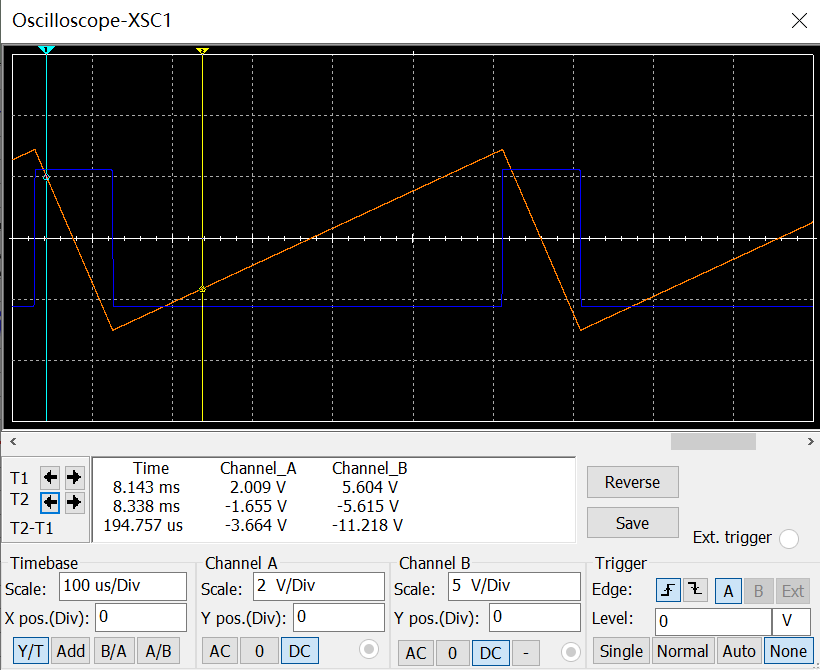 Oscilloscope-XSC1
1
2
Time Channel_A Channel_B
T1 8.143 ms 2.009 V 5.604 V
T2 8.338 ms -1.655 V -5.615 V
T2-T1 194.757 us -3.664 V -11.218 V
Reverse
Save
Ext. trigger
Timebase Channel A Channel B Trigger
Scale: 100 us/Div Scale: 2 V/Div Scale: 5 V/Div Edge: A B Ext
X pos.(Div): 0 Y pos.(Div): 0 Y pos.(Div): 0 Level: 0 V
Y/T Add B/A A/B AC 0 DC AC 0 DC - Single Normal Auto None